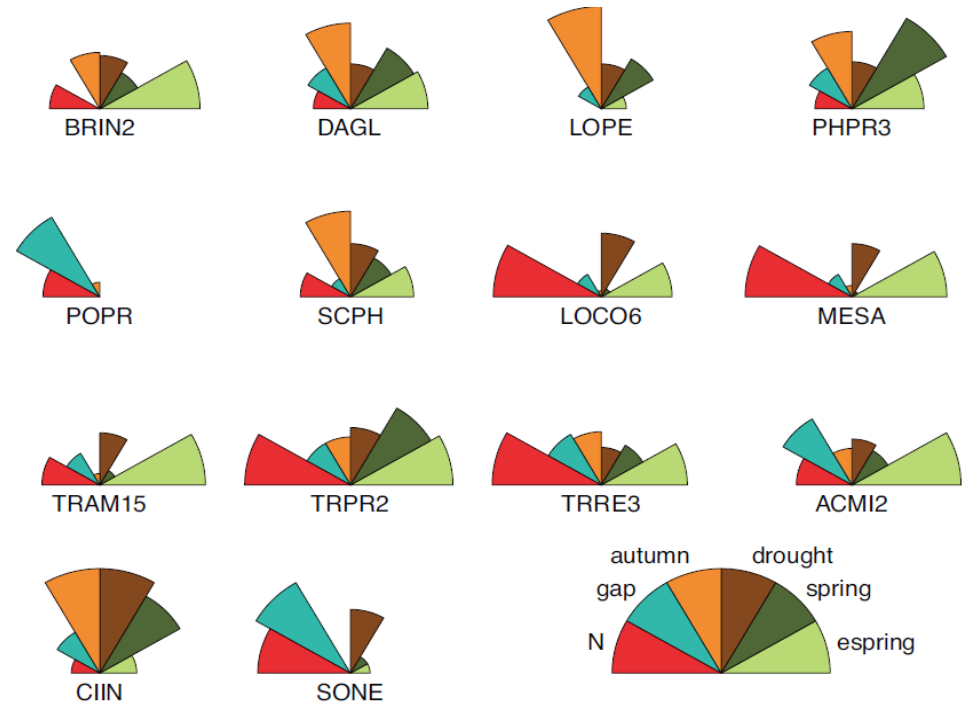 BRIN2
DAGL
LOPE
PHPR3
POPR
SCPH
LOCO6
MESA
TRAM15
TRPR2
TRRE3
ACMI2
autumn
drought
gap
spring
N
espring
CIIN
SONE